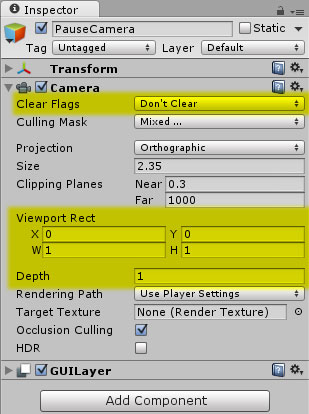 Inspector
PauseCamera Static
Tag Untagged Layer Default
Transform
Camera
Clear Flags Don't Clear
Culling Mask Mixed ...
Projection Orthographic
Size 2.35
Clipping Planes Near 0.3
Far 1000
Viewport Rect
X 0 Y 0
W 1 H 1
Depth 1
Rendering Path Use Player Settings
Target Texture None (Render Texture)
Occlusion Culling
HDR
GUILayer
Add Component